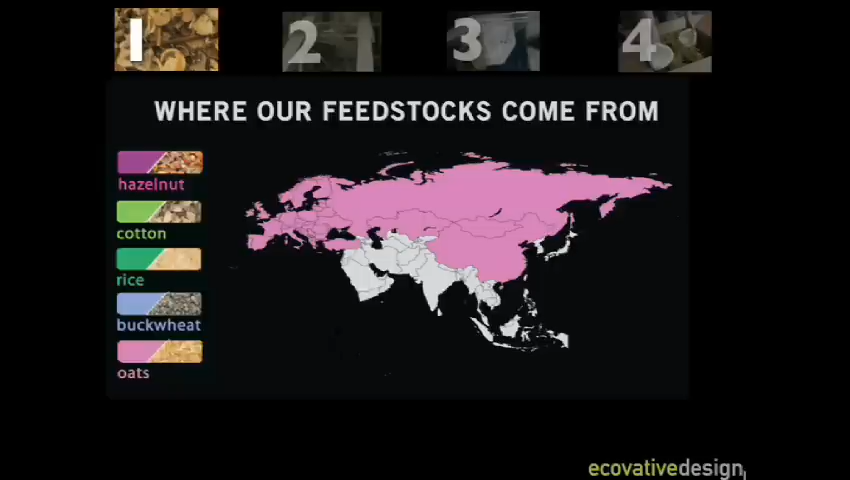 1 2 3 4
WHERE OUR FEEDSTOCKS COME FROM
hazelnut
cotton
rice
buckwheat
oats
ecovativedesign